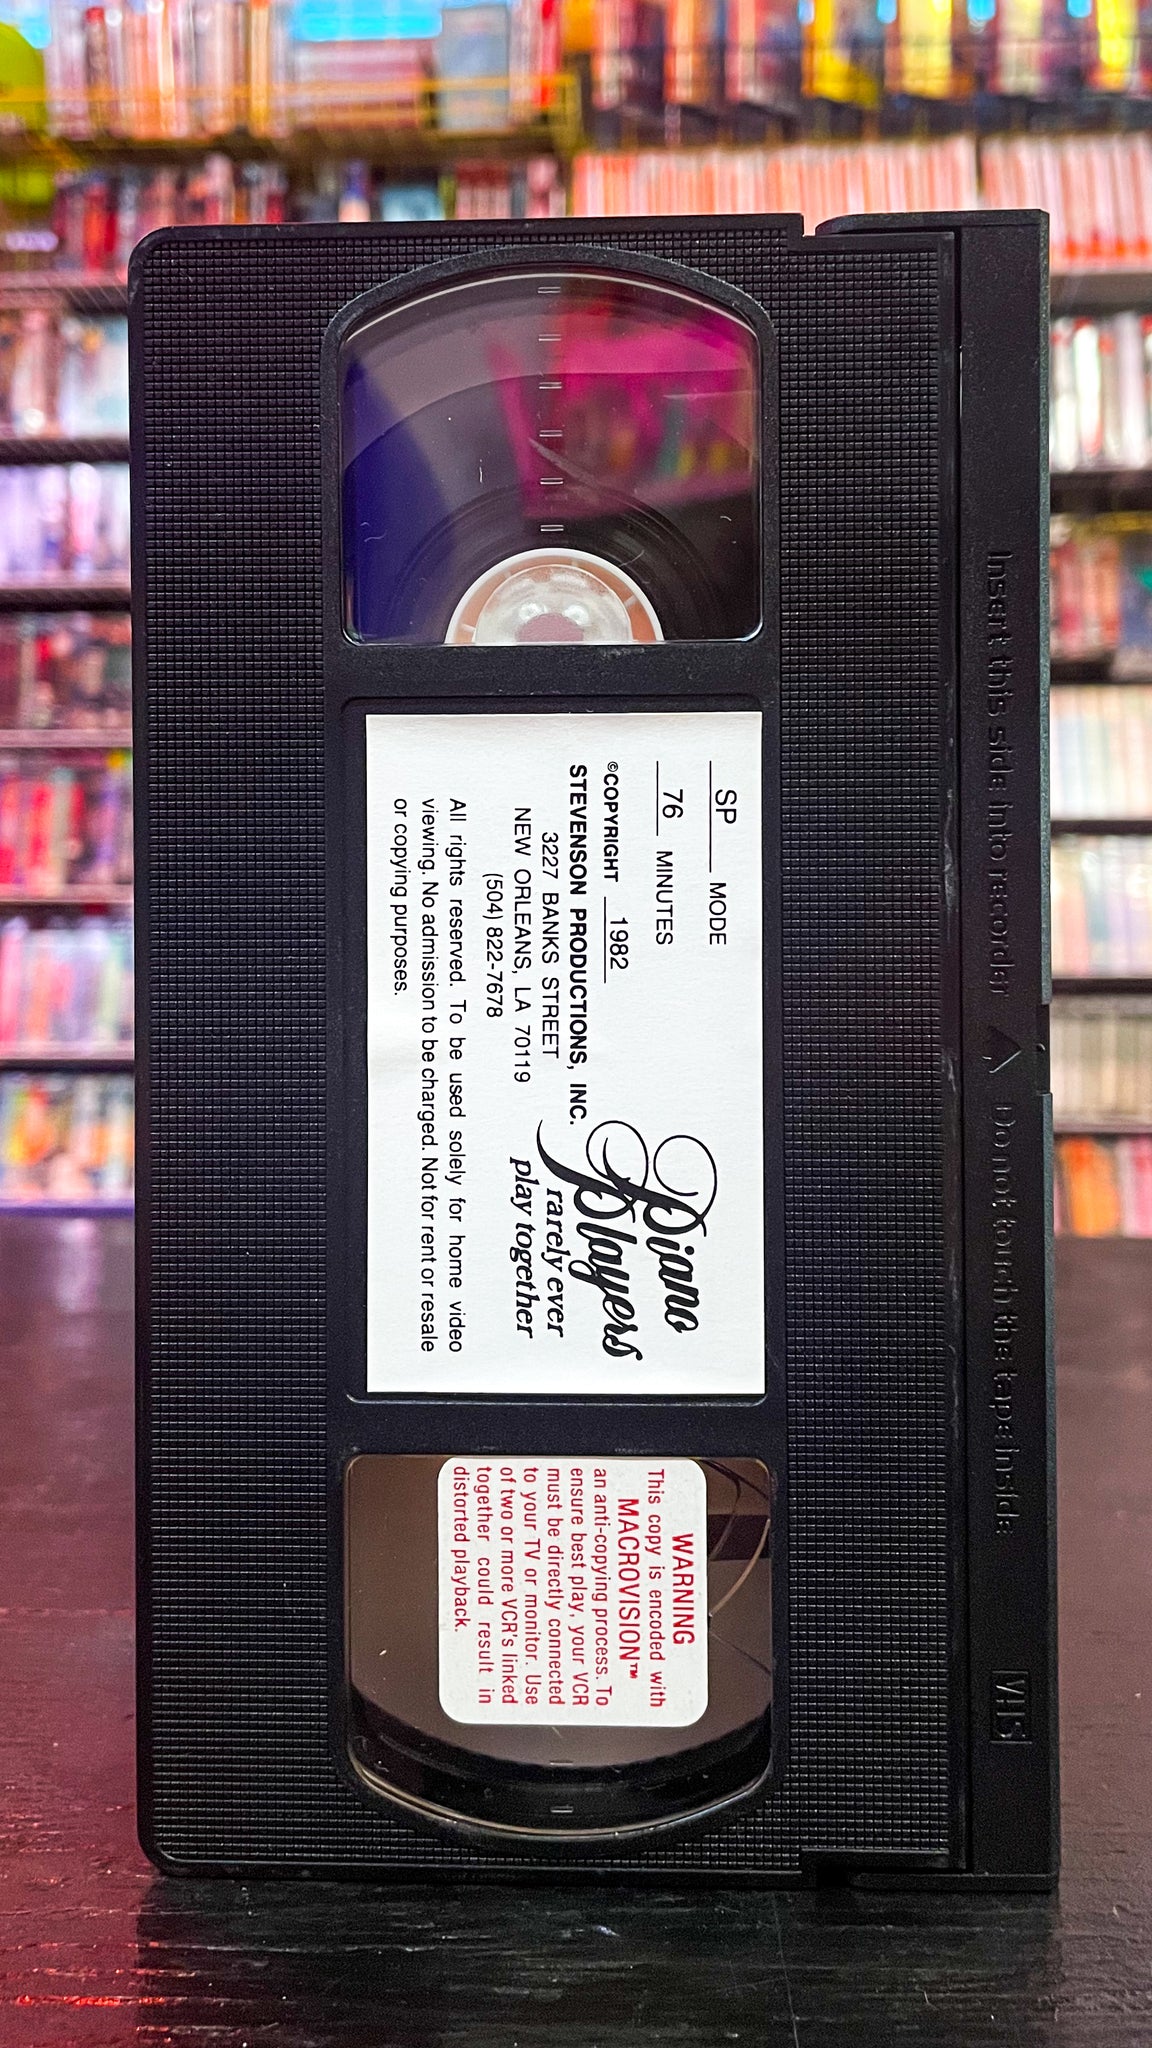 SP MODE
76 MINUTES
©COPYRIGHT 1982
STEVENSON PRODUCTIONS, INC.
3227 BANKS STREET
NEW ORLEANS, LA 70119
(504) 822-7678
All rights reserved. To be used solely for home video
viewing. No admission to be charged. Not for rent or resale
or copying purposes.
Piano
Players
rarely ever
play together
WARNING
This copy is encoded with
MACROVISION™
an anti-copying process. To
ensure best play, your VCR
must be directly connected
to your TV or monitor. Use
of two or more VCR's linked
together could result in
distorted playback.
Insert this side into recorder
Do not touch the tape inside
VHS